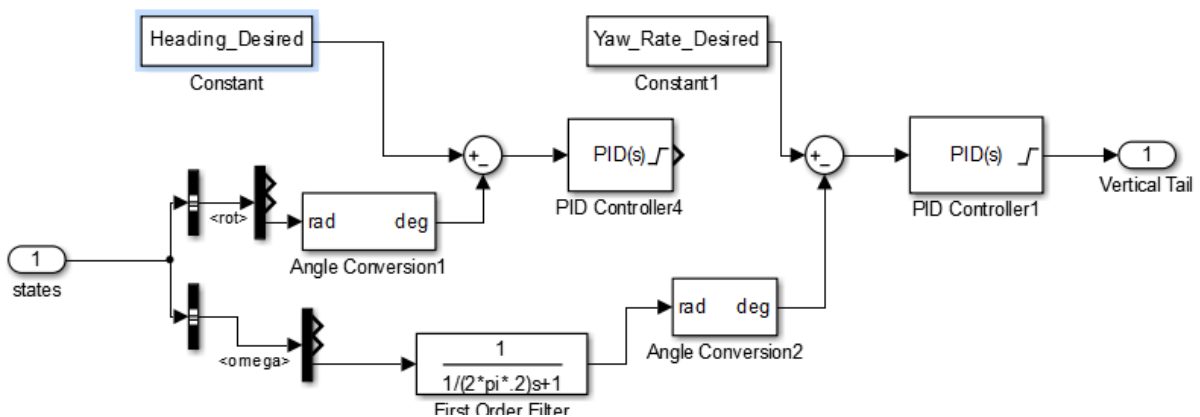 Heading_Desired
Constant
Yaw_Rate_Desired
Constant1
+
−
PID(s)
PID Controller4
+
−
PID(s)
PID Controller1
1
Vertical Tail
<rot>
rad deg
Angle Conversion1
1
states
<omega>
1
1/(2*pi*.2)s+1
First Order Filter
rad deg
Angle Conversion2